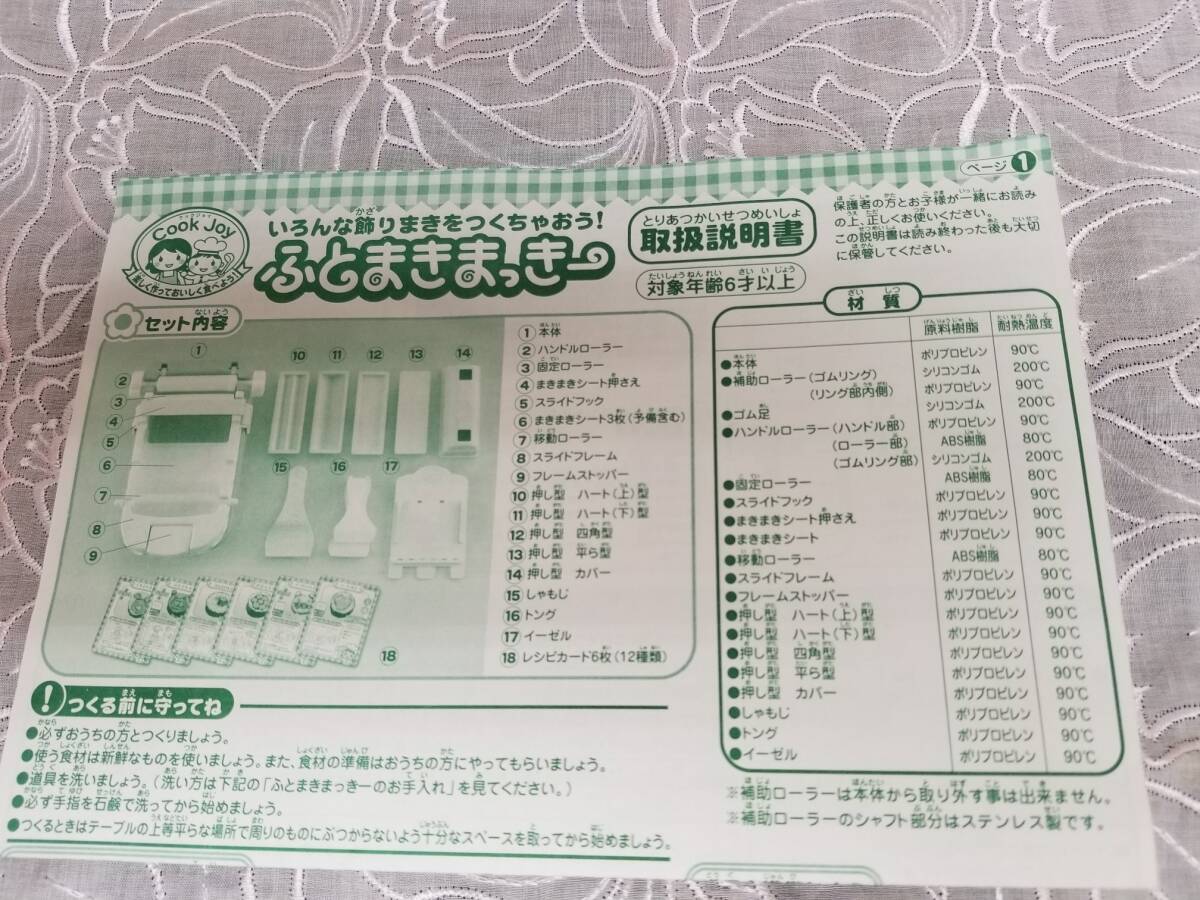 ページ 1
Cook Joy
楽しく作っておいしく食べよう!
いろんな飾りまきをつくちゃおう!
ふとまきまっきー
とりあつかいせつめいしょ
取扱説明書
対象年齢6才以上
保護者の方とお子様が一緒にお読み
の上、正しくお使いください。
この説明書は読み終わった後も大切
に保管してください。
セット内容
① ② ③ ④ ⑤ ⑥ ⑦ ⑧ ⑨ ⑩ ⑪ ⑫ ⑬ ⑭ ⑮ ⑯ ⑰ ⑱
①本体
②ハンドルローラー
③固定ローラー
④まきまきシート押さえ
⑤スライドフック
⑥まきまきシート3枚(予備含む)
⑦移動ローラー
⑧スライドフレーム
⑨フレームストッパー
⑩押し型 ハート(上)型
⑪押し型 ハート(下)型
⑫押し型 四角型
⑬押し型 平ら型
⑭押し型 カバー
⑮しゃもじ
⑯トング
⑰イーゼル
⑱レシピカード6枚(12種類)
材質
原料樹脂 耐熱温度
●本体 ポリプロピレン 90℃
●補助ローラー(ゴムリング) シリコンゴム 200℃
(リング部内側) ポリプロピレン 90℃
●ゴム足 シリコンゴム 200℃
●ハンドルローラー(ハンドル部) ポリプロピレン 90℃
(ローラー部) ABS樹脂 80℃
(ゴムリング部) シリコンゴム 200℃
●固定ローラー ABS樹脂 80℃
●スライドフック ポリプロピレン 90℃
●まきまきシート押さえ ポリプロピレン 90℃
●まきまきシート ポリプロピレン 90℃
●移動ローラー ABS樹脂 80℃
●スライドフレーム ポリプロピレン 90℃
●フレームストッパー ポリプロピレン 90℃
●押し型 ハート(上)型 ポリプロピレン 90℃
●押し型 ハート(下)型 ポリプロピレン 90℃
●押し型 四角型 ポリプロピレン 90℃
●押し型 平ら型 ポリプロピレン 90℃
●押し型 カバー ポリプロピレン 90℃
●しゃもじ ポリプロピレン 90℃
●トング ポリプロピレン 90℃
●イーゼル ポリプロピレン 90℃
※補助ローラーは本体から取り外す事は出来ません。
※補助ローラーのシャフト部分はステンレス製です。
! つくる前に守ってね
●必ずおうちの方とつくりましょう。
●使う食材は新鮮なものを使いましょう。また、食材の準備はおうちの方にやってもらいましょう。
●道具を洗いましょう。(洗い方は下記の「ふとまきまっきーのお手入れ」を見てください。)
●必ず手指を石鹸で洗ってから始めましょう。
●つくるときはテーブルの上等平らな場所で周りのものにぶつからないよう十分なスペースを取ってから始めましょう。